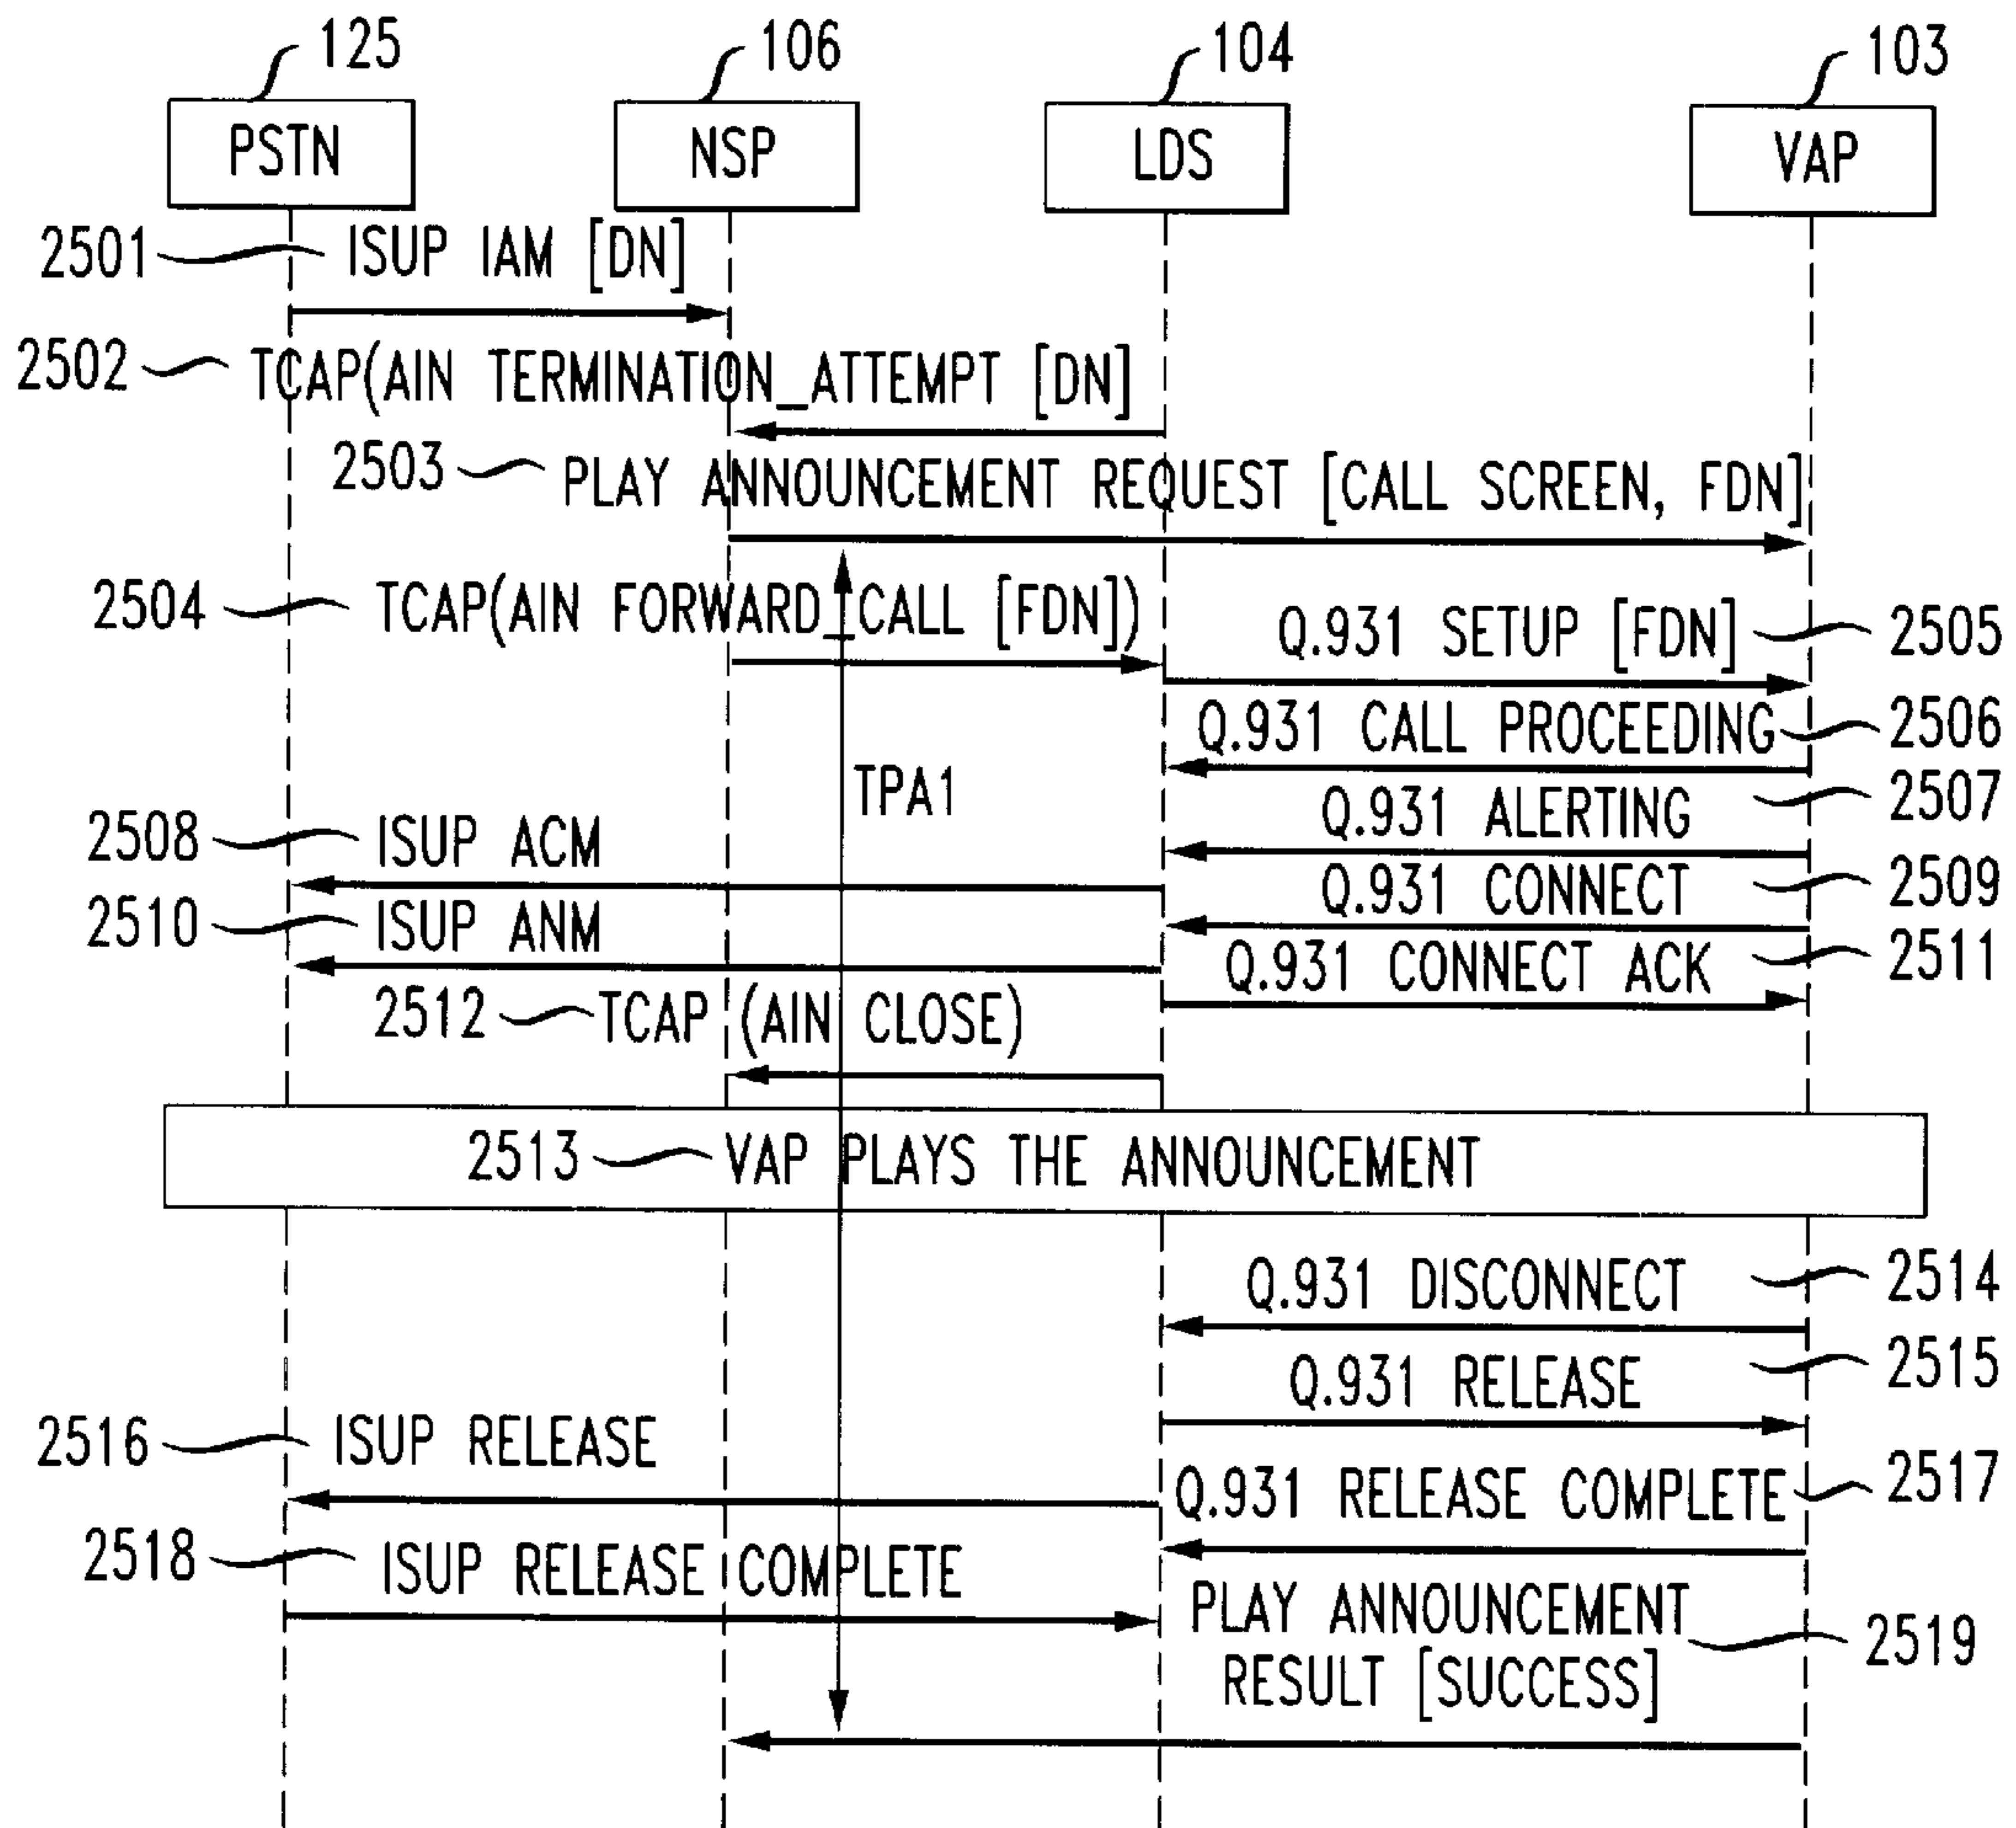 125 106 104 103
PSTN NSP LDS VAP
2501 ISUP IAM [DN]
2502 TCAP(AIN TERMINATION_ATTEMPT [DN]
2503 PLAY ANNOUNCEMENT REQUEST [CALL SCREEN, FDN]
2504 TCAP(AIN FORWARD_CALL [FDN])
Q.931 SETUP [FDN] 2505
Q.931 CALL PROCEEDING 2506
TPA1
Q.931 ALERTING 2507
2508 ISUP ACM
Q.931 CONNECT 2509
2510 ISUP ANM
Q.931 CONNECT ACK 2511
2512 TCAP (AIN CLOSE)
2513 VAP PLAYS THE ANNOUNCEMENT
Q.931 DISCONNECT 2514
Q.931 RELEASE 2515
2516 ISUP RELEASE
Q.931 RELEASE COMPLETE 2517
2518 ISUP RELEASE COMPLETE
PLAY ANNOUNCEMENT
RESULT [SUCCESS] 2519